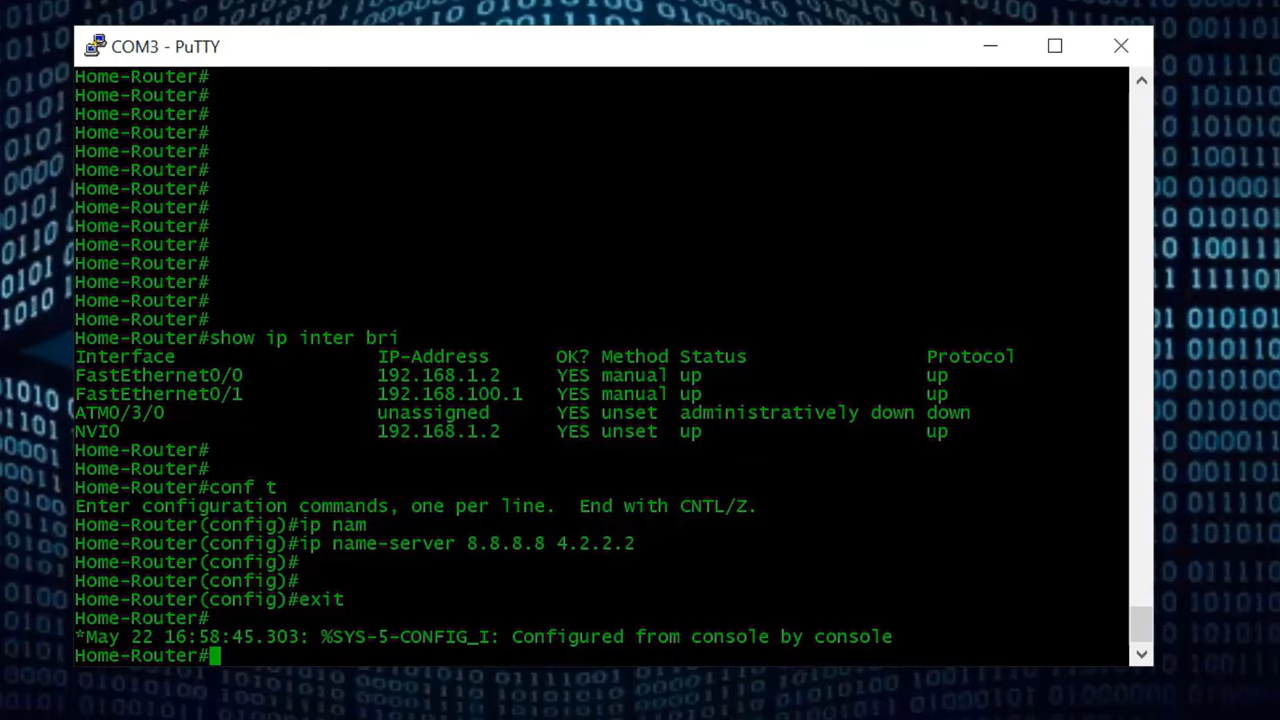 COM3 - PuTTY
Home-Router#
Home-Router#
Home-Router#
Home-Router#
Home-Router#
Home-Router#
Home-Router#
Home-Router#
Home-Router#
Home-Router#
Home-Router#
Home-Router#
Home-Router#
Home-Router#
Home-Router#show ip inter bri
Interface IP-Address OK? Method Status Protocol
FastEthernet0/0 192.168.1.2 YES manual up up
FastEthernet0/1 192.168.100.1 YES manual up up
ATM0/3/0 unassigned YES unset administratively down down
NVI0 192.168.1.2 YES unset up up
Home-Router#
Home-Router#
Home-Router#conf t
Enter configuration commands, one per line. End with CNTL/Z.
Home-Router(config)#ip nam
Home-Router(config)#ip name-server 8.8.8.8 4.2.2.2
Home-Router(config)#
Home-Router(config)#
Home-Router(config)#exit
Home-Router#
*May 22 16:58:45.303: %SYS-5-CONFIG_I: Configured from console by console
Home-Router#